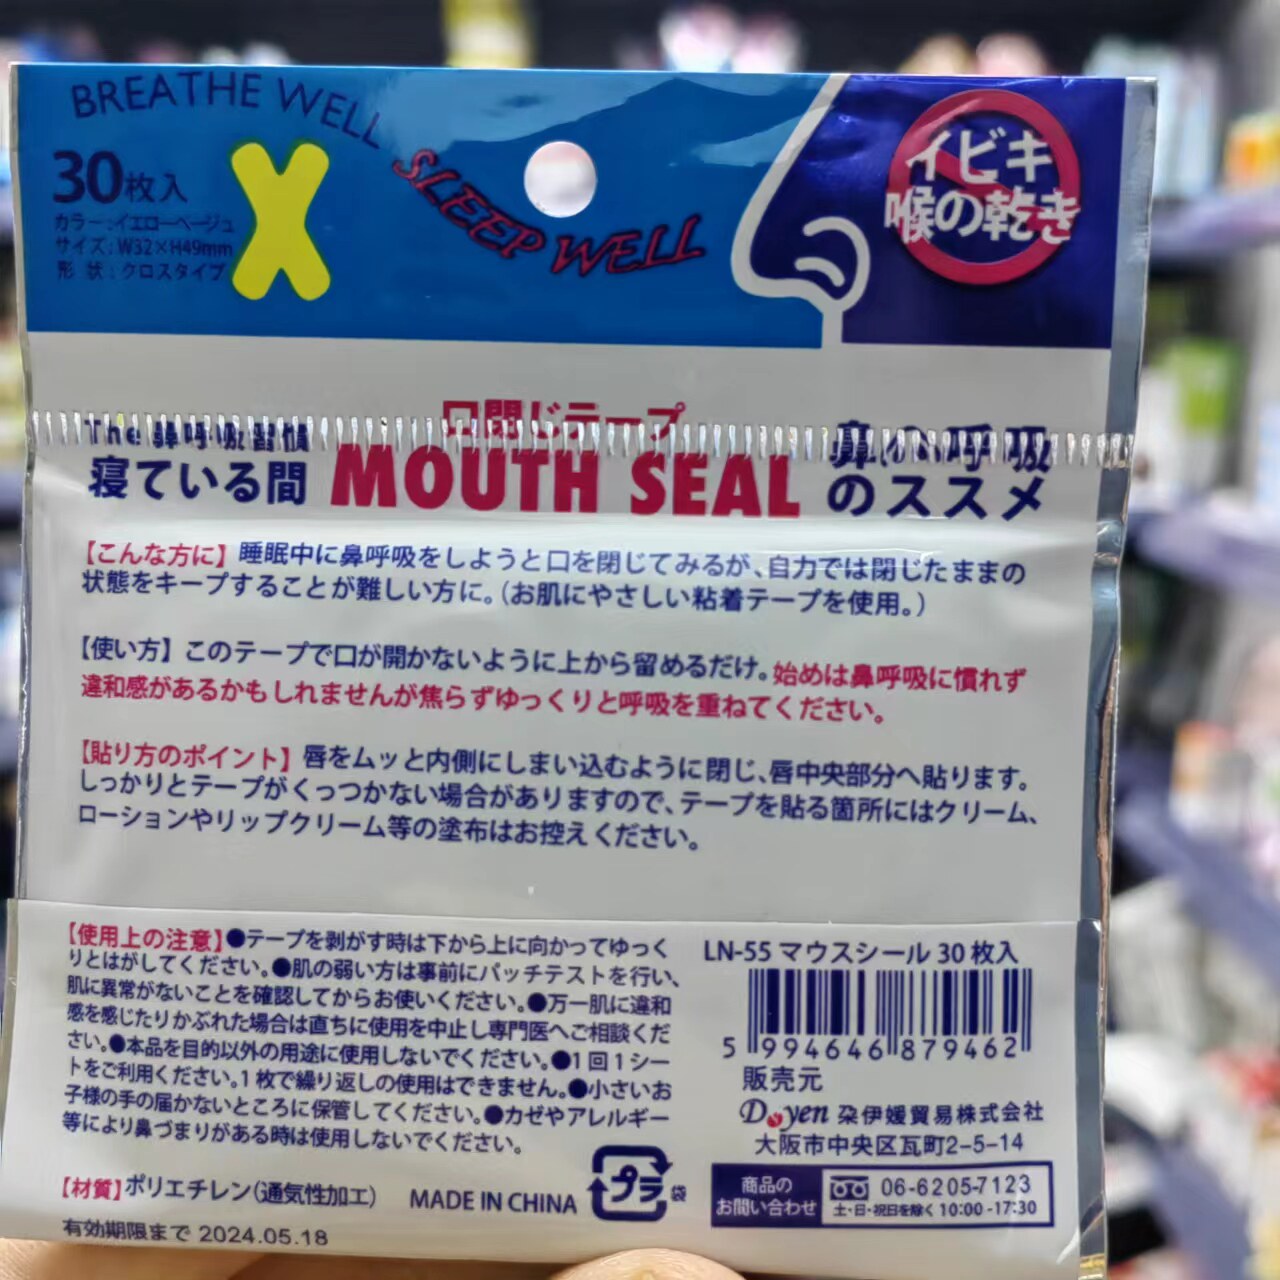 BREATHE WELL
SLEEP WELL
30枚入
カラー:イエローベージュ
サイズ:W32×H49mm
形 状:クロスタイプ
イビキ
喉の乾き
The 鼻呼吸習慣
寝ている間
口閉じテープ
MOUTH SEAL
鼻呼吸
のススメ
【こんな方に】睡眠中に鼻呼吸をしようと口を閉じてみるが、自力では閉じたままの
状態をキープすることが難しい方に。(お肌にやさしい粘着テープを使用。)
【使い方】このテープで口が開かないように上から留めるだけ。始めは鼻呼吸に慣れず
違和感があるかもしれませんが焦らずゆっくりと呼吸を重ねてください。
【貼り方のポイント】唇をムッと内側にしまい込むように閉じ、唇中央部分へ貼ります。
しっかりとテープがくっつかない場合がありますので、テープを貼る箇所にはクリーム、
ローションやリップクリーム等の塗布はお控えください。
【使用上の注意】●テープを剥がす時は下から上に向かってゆっく
りとはがしてください。●肌の弱い方は事前にパッチテストを行い、
肌に異常がないことを確認してからお使いください。●万一肌に違和
感を感じたりかぶれた場合は直ちに使用を中止し専門医へご相談くだ
さい。●本品を目的以外の用途に使用しないでください。●1回1シー
トをご利用ください。1枚で繰り返しの使用はできません。●小さいお
子様の手の届かないところに保管してください。●カゼやアレルギー
等により鼻づまりがある時は使用しないでください。
【材質】ポリエチレン(通気性加工)
MADE IN CHINA
プラ
袋
有効期限まで 2024.05.18
LN-55 マウスシール 30枚入
5 994646 879462
販売元
Doyen 染伊媛貿易株式会社
大阪市中央区瓦町2-5-14
商品の
お問い合わせ
06-6205-7123
土・日・祝日を除く 10:00-17:30